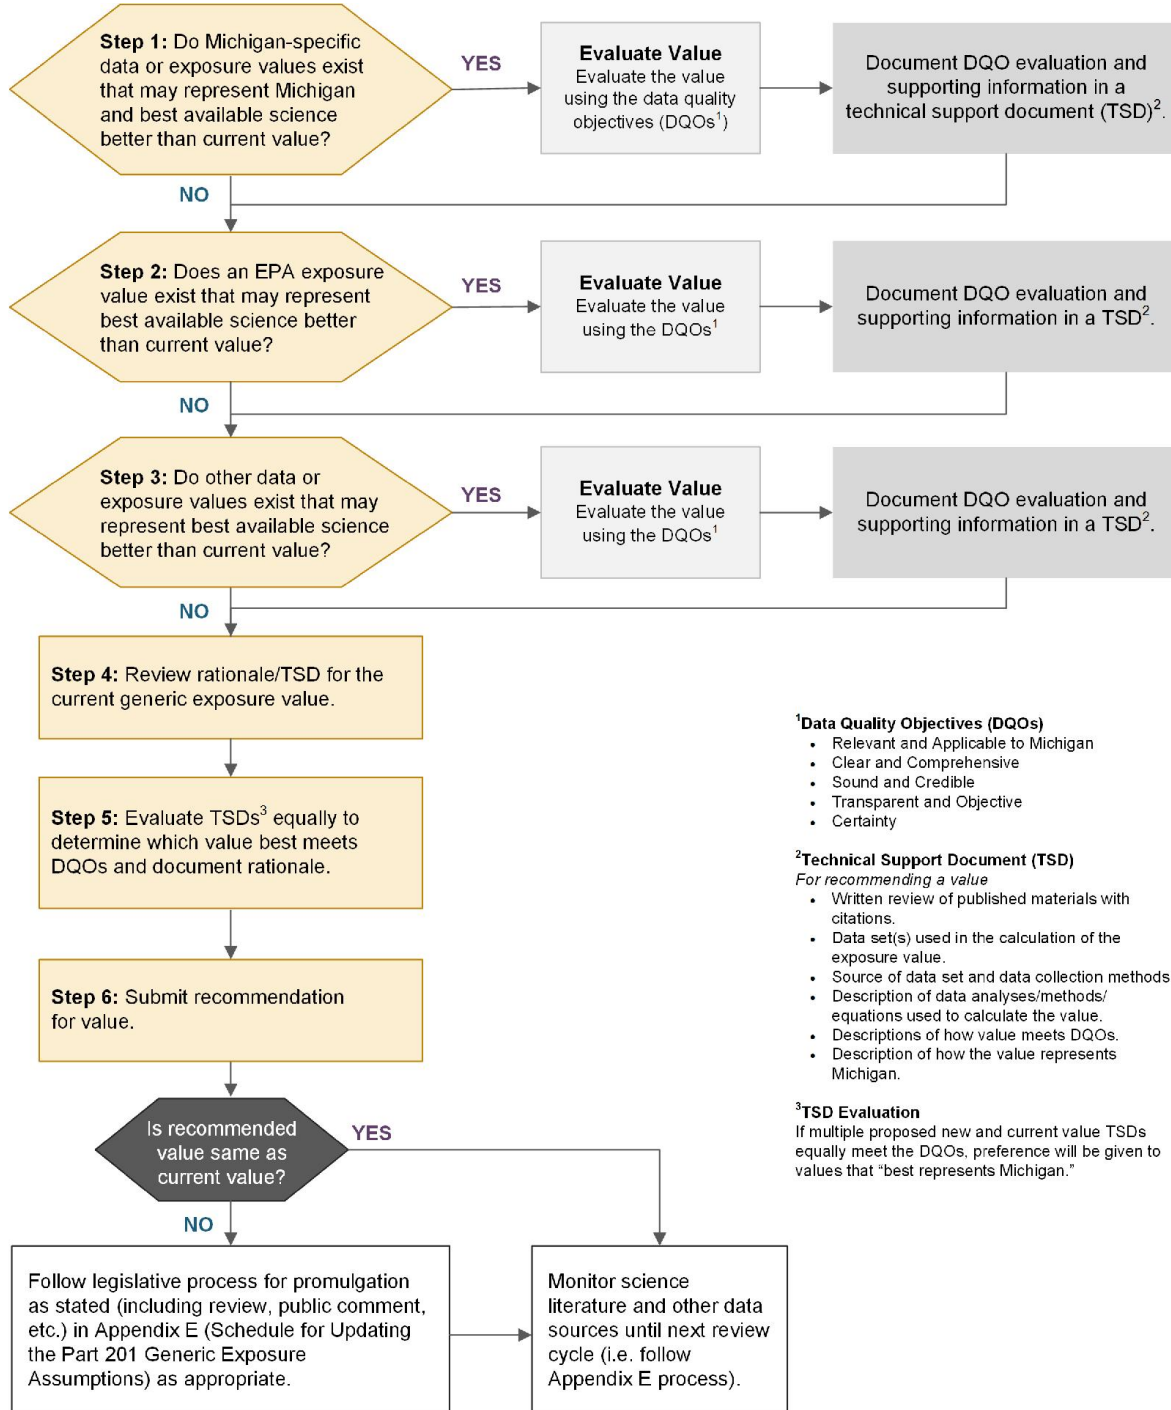 Step 1: Do Michigan-specific
data or exposure values exist
that may represent Michigan
and best available science
better than current value?
YES
Evaluate Value
Evaluate the value
using the data quality
objectives (DQOs¹)
Document DQO evaluation and
supporting information in a
technical support document (TSD)².
NO
Step 2: Does an EPA exposure
value exist that may represent
best available science better
than current value?
YES
Evaluate Value
Evaluate the value
using the DQOs¹
Document DQO evaluation and
supporting information in a TSD².
NO
Step 3: Do other data or
exposure values exist that may
represent best available science
better than current value?
YES
Evaluate Value
Evaluate the value
using the DQOs¹
Document DQO evaluation and
supporting information in a TSD².
NO
Step 4: Review rationale/TSD for the
current generic exposure value.
Step 5: Evaluate TSDs³ equally to
determine which value best meets
DQOs and document rationale.
Step 6: Submit recommendation
for value.
Is recommended
value same as
current value?
YES
NO
Follow legislative process for promulgation
as stated (including review, public comment,
etc.) in Appendix E (Schedule for Updating
the Part 201 Generic Exposure
Assumptions) as appropriate.
Monitor science
literature and other data
sources until next review
cycle (i.e. follow
Appendix E process).
¹Data Quality Objectives (DQOs)
• Relevant and Applicable to Michigan
• Clear and Comprehensive
• Sound and Credible
• Transparent and Objective
• Certainty
²Technical Support Document (TSD)
For recommending a value
• Written review of published materials with
citations.
• Data set(s) used in the calculation of the
exposure value.
• Source of data set and data collection methods
• Description of data analyses/methods/
equations used to calculate the value.
• Descriptions of how value meets DQOs.
• Description of how the value represents
Michigan.
³TSD Evaluation
If multiple proposed new and current value TSDs
equally meet the DQOs, preference will be given to
values that “best represents Michigan.”